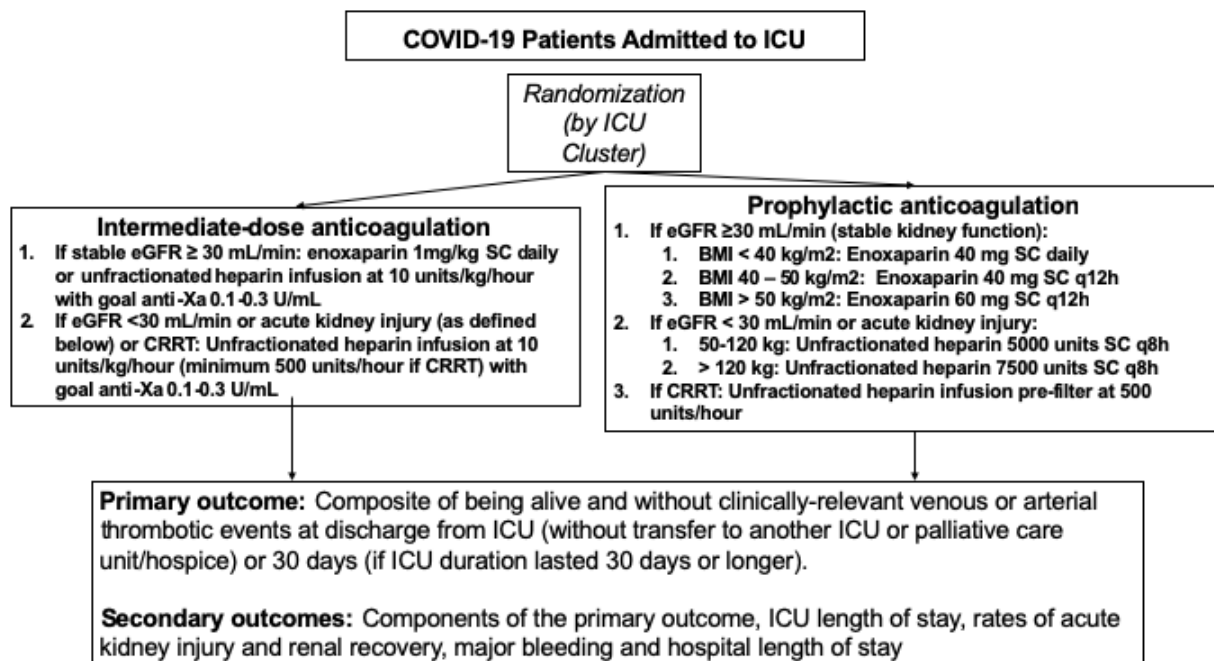 COVID-19 Patients Admitted to ICU
Randomization
(by ICU
Cluster)
Intermediate-dose anticoagulation
1. If stable eGFR ≥ 30 mL/min: enoxaparin 1mg/kg SC daily
or unfractionated heparin infusion at 10 units/kg/hour
with goal anti-Xa 0.1-0.3 U/mL
2. If eGFR <30 mL/min or acute kidney injury (as defined
below) or CRRT: Unfractionated heparin infusion at 10
units/kg/hour (minimum 500 units/hour if CRRT) with
goal anti-Xa 0.1-0.3 U/mL
Prophylactic anticoagulation
1. If eGFR ≥30 mL/min (stable kidney function):
1. BMI < 40 kg/m2: Enoxaparin 40 mg SC daily
2. BMI 40 – 50 kg/m2: Enoxaparin 40 mg SC q12h
3. BMI > 50 kg/m2: Enoxaparin 60 mg SC q12h
2. If eGFR < 30 mL/min or acute kidney injury:
1. 50-120 kg: Unfractionated heparin 5000 units SC q8h
2. > 120 kg: Unfractionated heparin 7500 units SC q8h
3. If CRRT: Unfractionated heparin infusion pre-filter at 500
units/hour
Primary outcome: Composite of being alive and without clinically-relevant venous or arterial
thrombotic events at discharge from ICU (without transfer to another ICU or palliative care
unit/hospice) or 30 days (if ICU duration lasted 30 days or longer).
Secondary outcomes: Components of the primary outcome, ICU length of stay, rates of acute
kidney injury and renal recovery, major bleeding and hospital length of stay